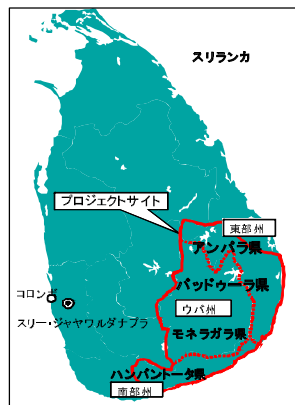 スリランカ
プロジェクトサイト
東部州
アンパラ県
バッドゥーラ県
コロンボ
ウバ州
スリー・ジャヤワルダナプラ
モネラガラ県
ハンバントータ県
南部州